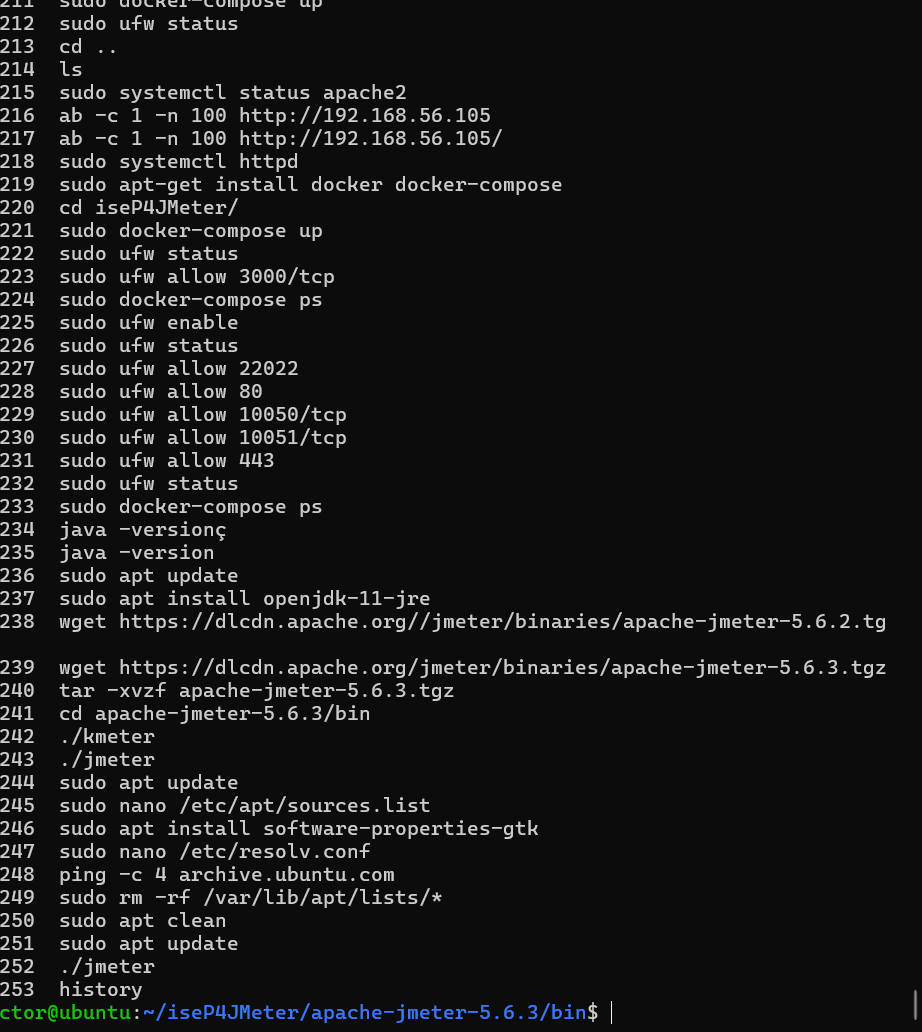 211  sudo docker-compose up
212  sudo ufw status
213  cd ..
214  ls
215  sudo systemctl status apache2
216  ab -c 1 -n 100 http://192.168.56.105
217  ab -c 1 -n 100 http://192.168.56.105/
218  sudo systemctl httpd
219  sudo apt-get install docker docker-compose
220  cd iseP4JMeter/
221  sudo docker-compose up
222  sudo ufw status
223  sudo ufw allow 3000/tcp
224  sudo docker-compose ps
225  sudo ufw enable
226  sudo ufw status
227  sudo ufw allow 22022
228  sudo ufw allow 80
229  sudo ufw allow 10050/tcp
230  sudo ufw allow 10051/tcp
231  sudo ufw allow 443
232  sudo ufw status
233  sudo docker-compose ps
234  java -versionç
235  java -version
236  sudo apt update
237  sudo apt install openjdk-11-jre
238  wget https://dlcdn.apache.org//jmeter/binaries/apache-jmeter-5.6.2.tg
239  wget https://dlcdn.apache.org/jmeter/binaries/apache-jmeter-5.6.3.tgz
240  tar -xvzf apache-jmeter-5.6.3.tgz
241  cd apache-jmeter-5.6.3/bin
242  ./kmeter
243  ./jmeter
244  sudo apt update
245  sudo nano /etc/apt/sources.list
246  sudo apt install software-properties-gtk
247  sudo nano /etc/resolv.conf
248  ping -c 4 archive.ubuntu.com
249  sudo rm -rf /var/lib/apt/lists/*
250  sudo apt clean
251  sudo apt update
252  ./jmeter
253  history
ctor@ubuntu:~/iseP4JMeter/apache-jmeter-5.6.3/bin$